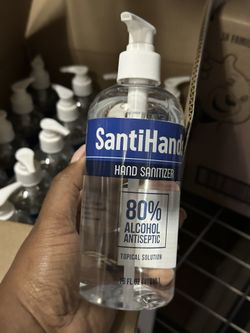 SantiHand
HAND SANITIZER
80%
ALCOHOL
ANTISEPTIC
TOPICAL SOLUTION